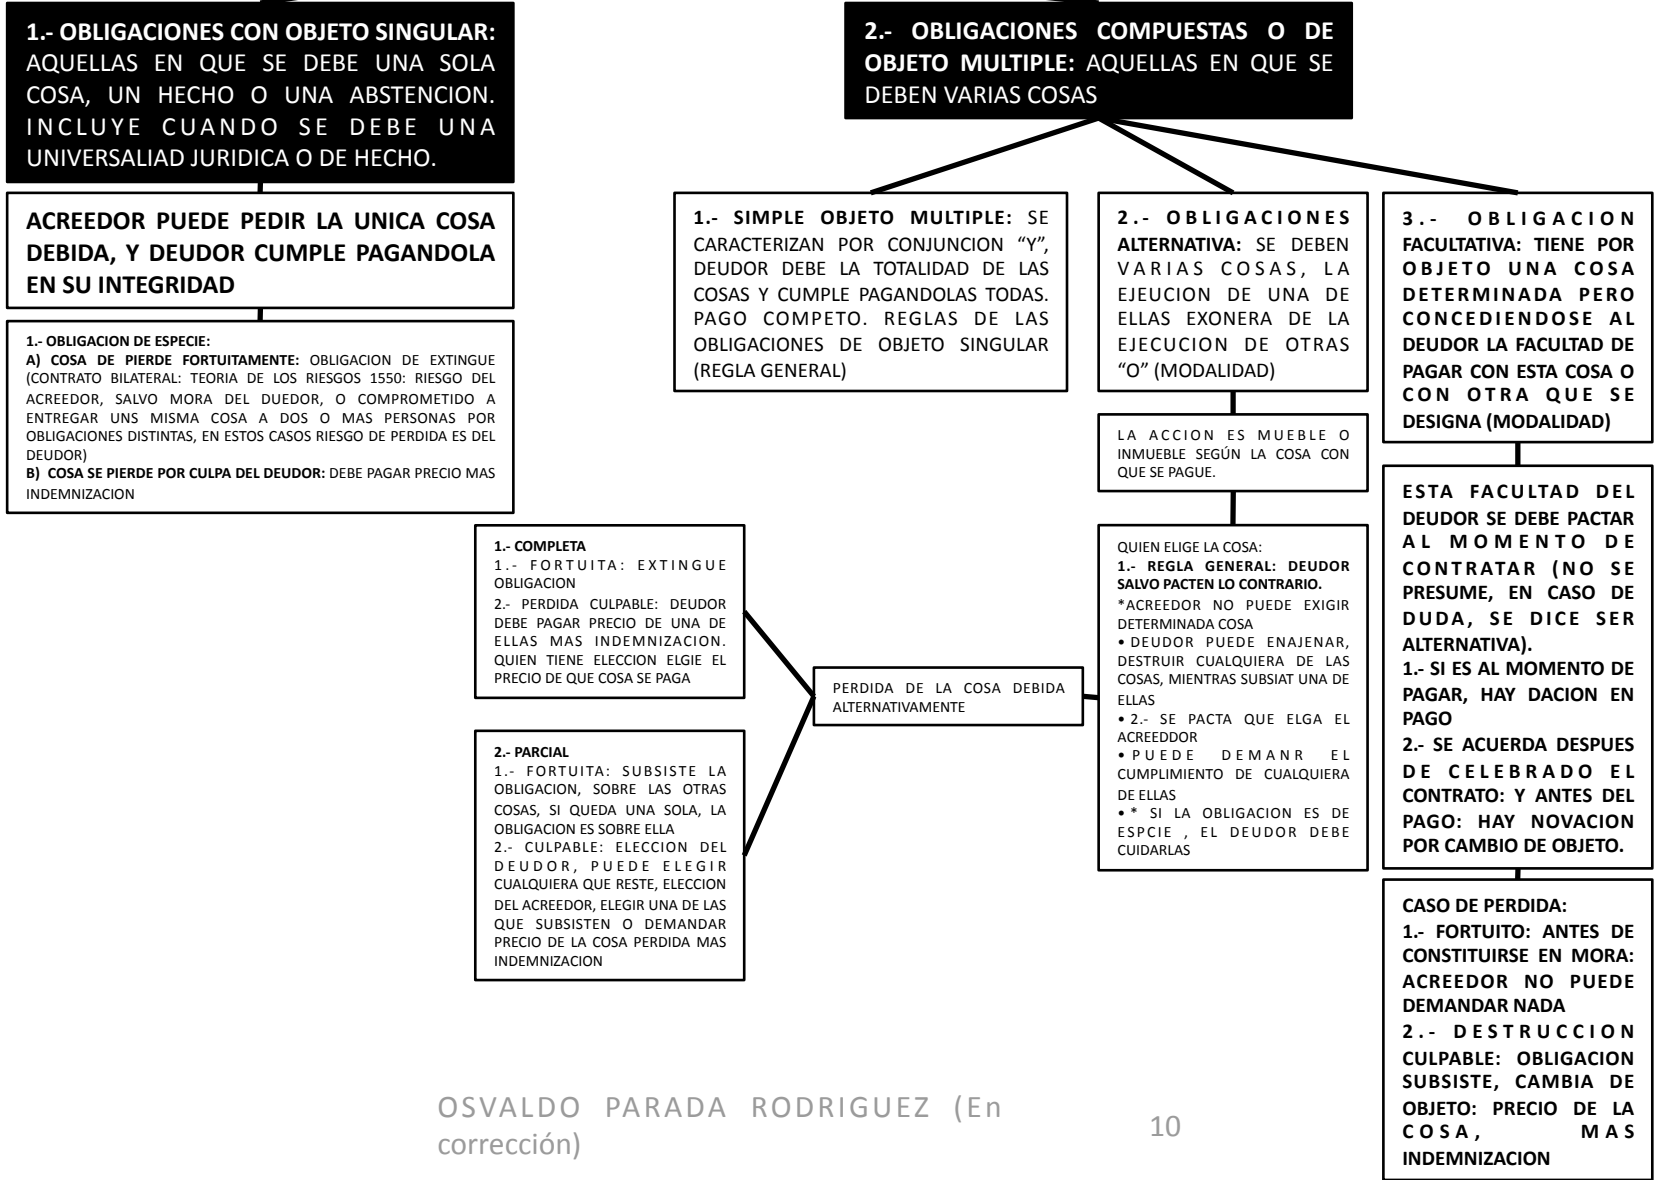 1.- OBLIGACIONES CON OBJETO SINGULAR:
AQUELLAS EN QUE SE DEBE UNA SOLA
COSA, UN HECHO O UNA ABSTENCION.
INCLUYE CUANDO SE DEBE UNA
UNIVERSALIAD JURIDICA O DE HECHO.
ACREEDOR PUEDE PEDIR LA UNICA COSA
DEBIDA, Y DEUDOR CUMPLE PAGANDOLA
EN SU INTEGRIDAD
1.- OBLIGACION DE ESPECIE:
A) COSA DE PIERDE FORTUITAMENTE: OBLIGACION DE EXTINGUE
(CONTRATO BILATERAL: TEORIA DE LOS RIESGOS 1550: RIESGO DEL
ACREEDOR, SALVO MORA DEL DUEDOR, O COMPROMETIDO A
ENTREGAR UNS MISMA COSA A DOS O MAS PERSONAS POR
OBLIGACIONES DISTINTAS, EN ESTOS CASOS RIESGO DE PERDIDA ES DEL
DEUDOR)
B) COSA SE PIERDE POR CULPA DEL DEUDOR: DEBE PAGAR PRECIO MAS
INDEMNIZACION
2.- OBLIGACIONES COMPUESTAS O DE
OBJETO MULTIPLE: AQUELLAS EN QUE SE
DEBEN VARIAS COSAS
1.- SIMPLE OBJETO MULTIPLE: SE
CARACTERIZAN POR CONJUNCION “Y”,
DEUDOR DEBE LA TOTALIDAD DE LAS
COSAS Y CUMPLE PAGANDOLAS TODAS.
PAGO COMPETO. REGLAS DE LAS
OBLIGACIONES DE OBJETO SINGULAR
(REGLA GENERAL)
2.- OBLIGACIONES
ALTERNATIVA: SE DEBEN
VARIAS COSAS, LA
EJEUCION DE UNA DE
ELLAS EXONERA DE LA
EJECUCION DE OTRAS
“O” (MODALIDAD)
LA ACCION ES MUEBLE O
INMUEBLE SEGÚN LA COSA CON
QUE SE PAGUE.
QUIEN ELIGE LA COSA:
1.- REGLA GENERAL: DEUDOR
SALVO PACTEN LO CONTRARIO.
*ACREEDOR NO PUEDE EXIGIR
DETERMINADA COSA
• DEUDOR PUEDE ENAJENAR,
DESTRUIR CUALQUIERA DE LAS
COSAS, MIENTRAS SUBSIAT UNA DE
ELLAS
• 2.- SE PACTA QUE ELGA EL
ACREEDDOR
• PUEDE DEMANR EL
CUMPLIMIENTO DE CUALQUIERA
DE ELLAS
• * SI LA OBLIGACION ES DE
ESPCIE , EL DEUDOR DEBE
CUIDARLAS
PERDIDA DE LA COSA DEBIDA
ALTERNATIVAMENTE
1.- COMPLETA
1.- FORTUITA: EXTINGUE
OBLIGACION
2.- PERDIDA CULPABLE: DEUDOR
DEBE PAGAR PRECIO DE UNA DE
ELLAS MAS INDEMNIZACION.
QUIEN TIENE ELECCION ELGIE EL
PRECIO DE QUE COSA SE PAGA
2.- PARCIAL
1.- FORTUITA: SUBSISTE LA
OBLIGACION, SOBRE LAS OTRAS
COSAS, SI QUEDA UNA SOLA, LA
OBLIGACION ES SOBRE ELLA
2.- CULPABLE: ELECCION DEL
DEUDOR, PUEDE ELEGIR
CUALQUIERA QUE RESTE, ELECCION
DEL ACREEDOR, ELEGIR UNA DE LAS
QUE SUBSISTEN O DEMANDAR
PRECIO DE LA COSA PERDIDA MAS
INDEMNIZACION
3.- OBLIGACION
FACULTATIVA: TIENE POR
OBJETO UNA COSA
DETERMINADA PERO
CONCEDIENDOSE AL
DEUDOR LA FACULTAD DE
PAGAR CON ESTA COSA O
CON OTRA QUE SE
DESIGNA (MODALIDAD)
ESTA FACULTAD DEL
DEUDOR SE DEBE PACTAR
AL MOMENTO DE
CONTRATAR (NO SE
PRESUME, EN CASO DE
DUDA, SE DICE SER
ALTERNATIVA).
1.- SI ES AL MOMENTO DE
PAGAR, HAY DACION EN
PAGO
2.- SE ACUERDA DESPUES
DE CELEBRADO EL
CONTRATO: Y ANTES DEL
PAGO: HAY NOVACION
POR CAMBIO DE OBJETO.
CASO DE PERDIDA:
1.- FORTUITO: ANTES DE
CONSTITUIRSE EN MORA:
ACREEDOR NO PUEDE
DEMANDAR NADA
2.- DESTRUCCION
CULPABLE: OBLIGACION
SUBSISTE, CAMBIA DE
OBJETO: PRECIO DE LA
COSA, MAS
INDEMNIZACION
OSVALDO PARADA RODRIGUEZ (En
corrección)
10